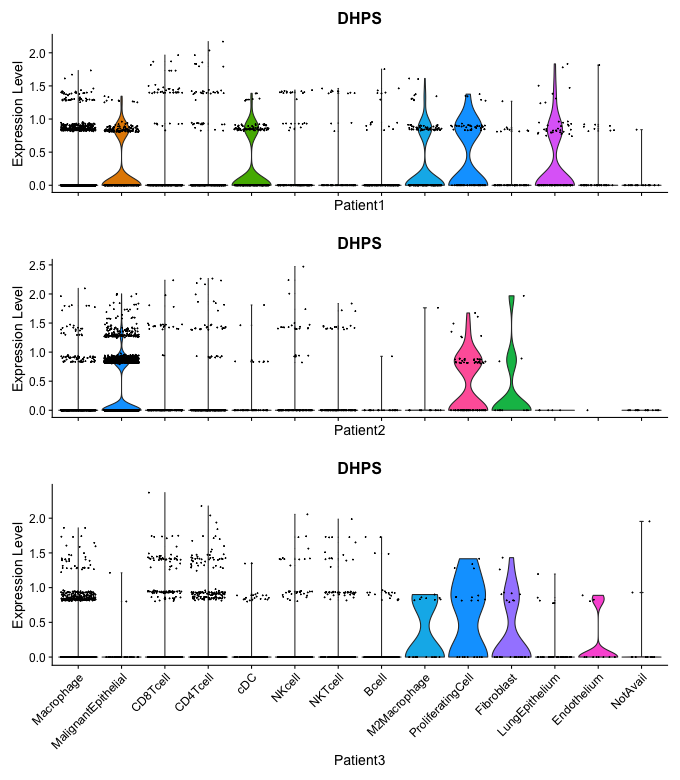 DHPS
Expression Level
2.0
1.5
1.0
0.5
0.0
Patient1
DHPS
Expression Level
2.5
2.0
1.5
1.0
0.5
0.0
Patient2
DHPS
Expression Level
2.0
1.5
1.0
0.5
0.0
Macrophage
MalignantEpithelial
CD8Tcell
CD4Tcell
cDC
NKcell
NKTcell
Bcell
M2Macrophage
ProliferatingCell
Fibroblast
LungEpithelium
Endothelium
NotAvail
Patient3